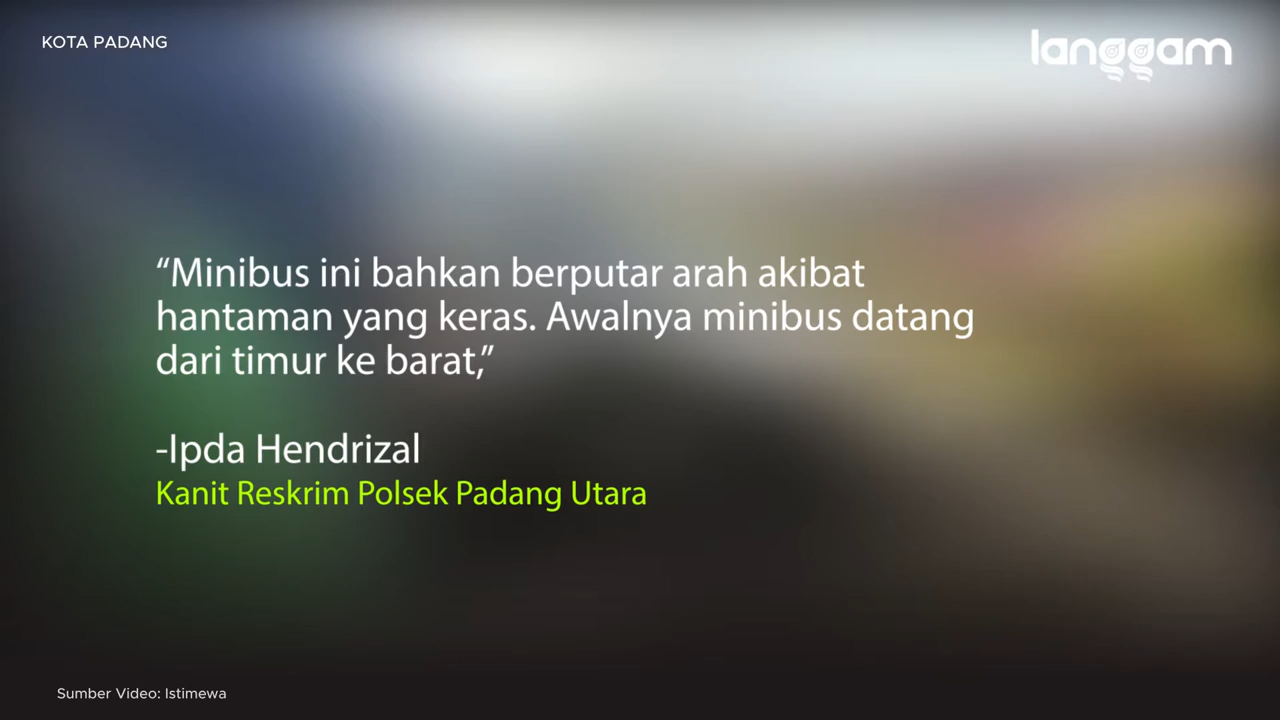 KOTA PADANG
langgam
“Minibus ini bahkan berputar arah akibat
hantaman yang keras. Awalnya minibus datang
dari timur ke barat,”
-Ipda Hendrizal
Kanit Reskrim Polsek Padang Utara
Sumber Video: Istimewa